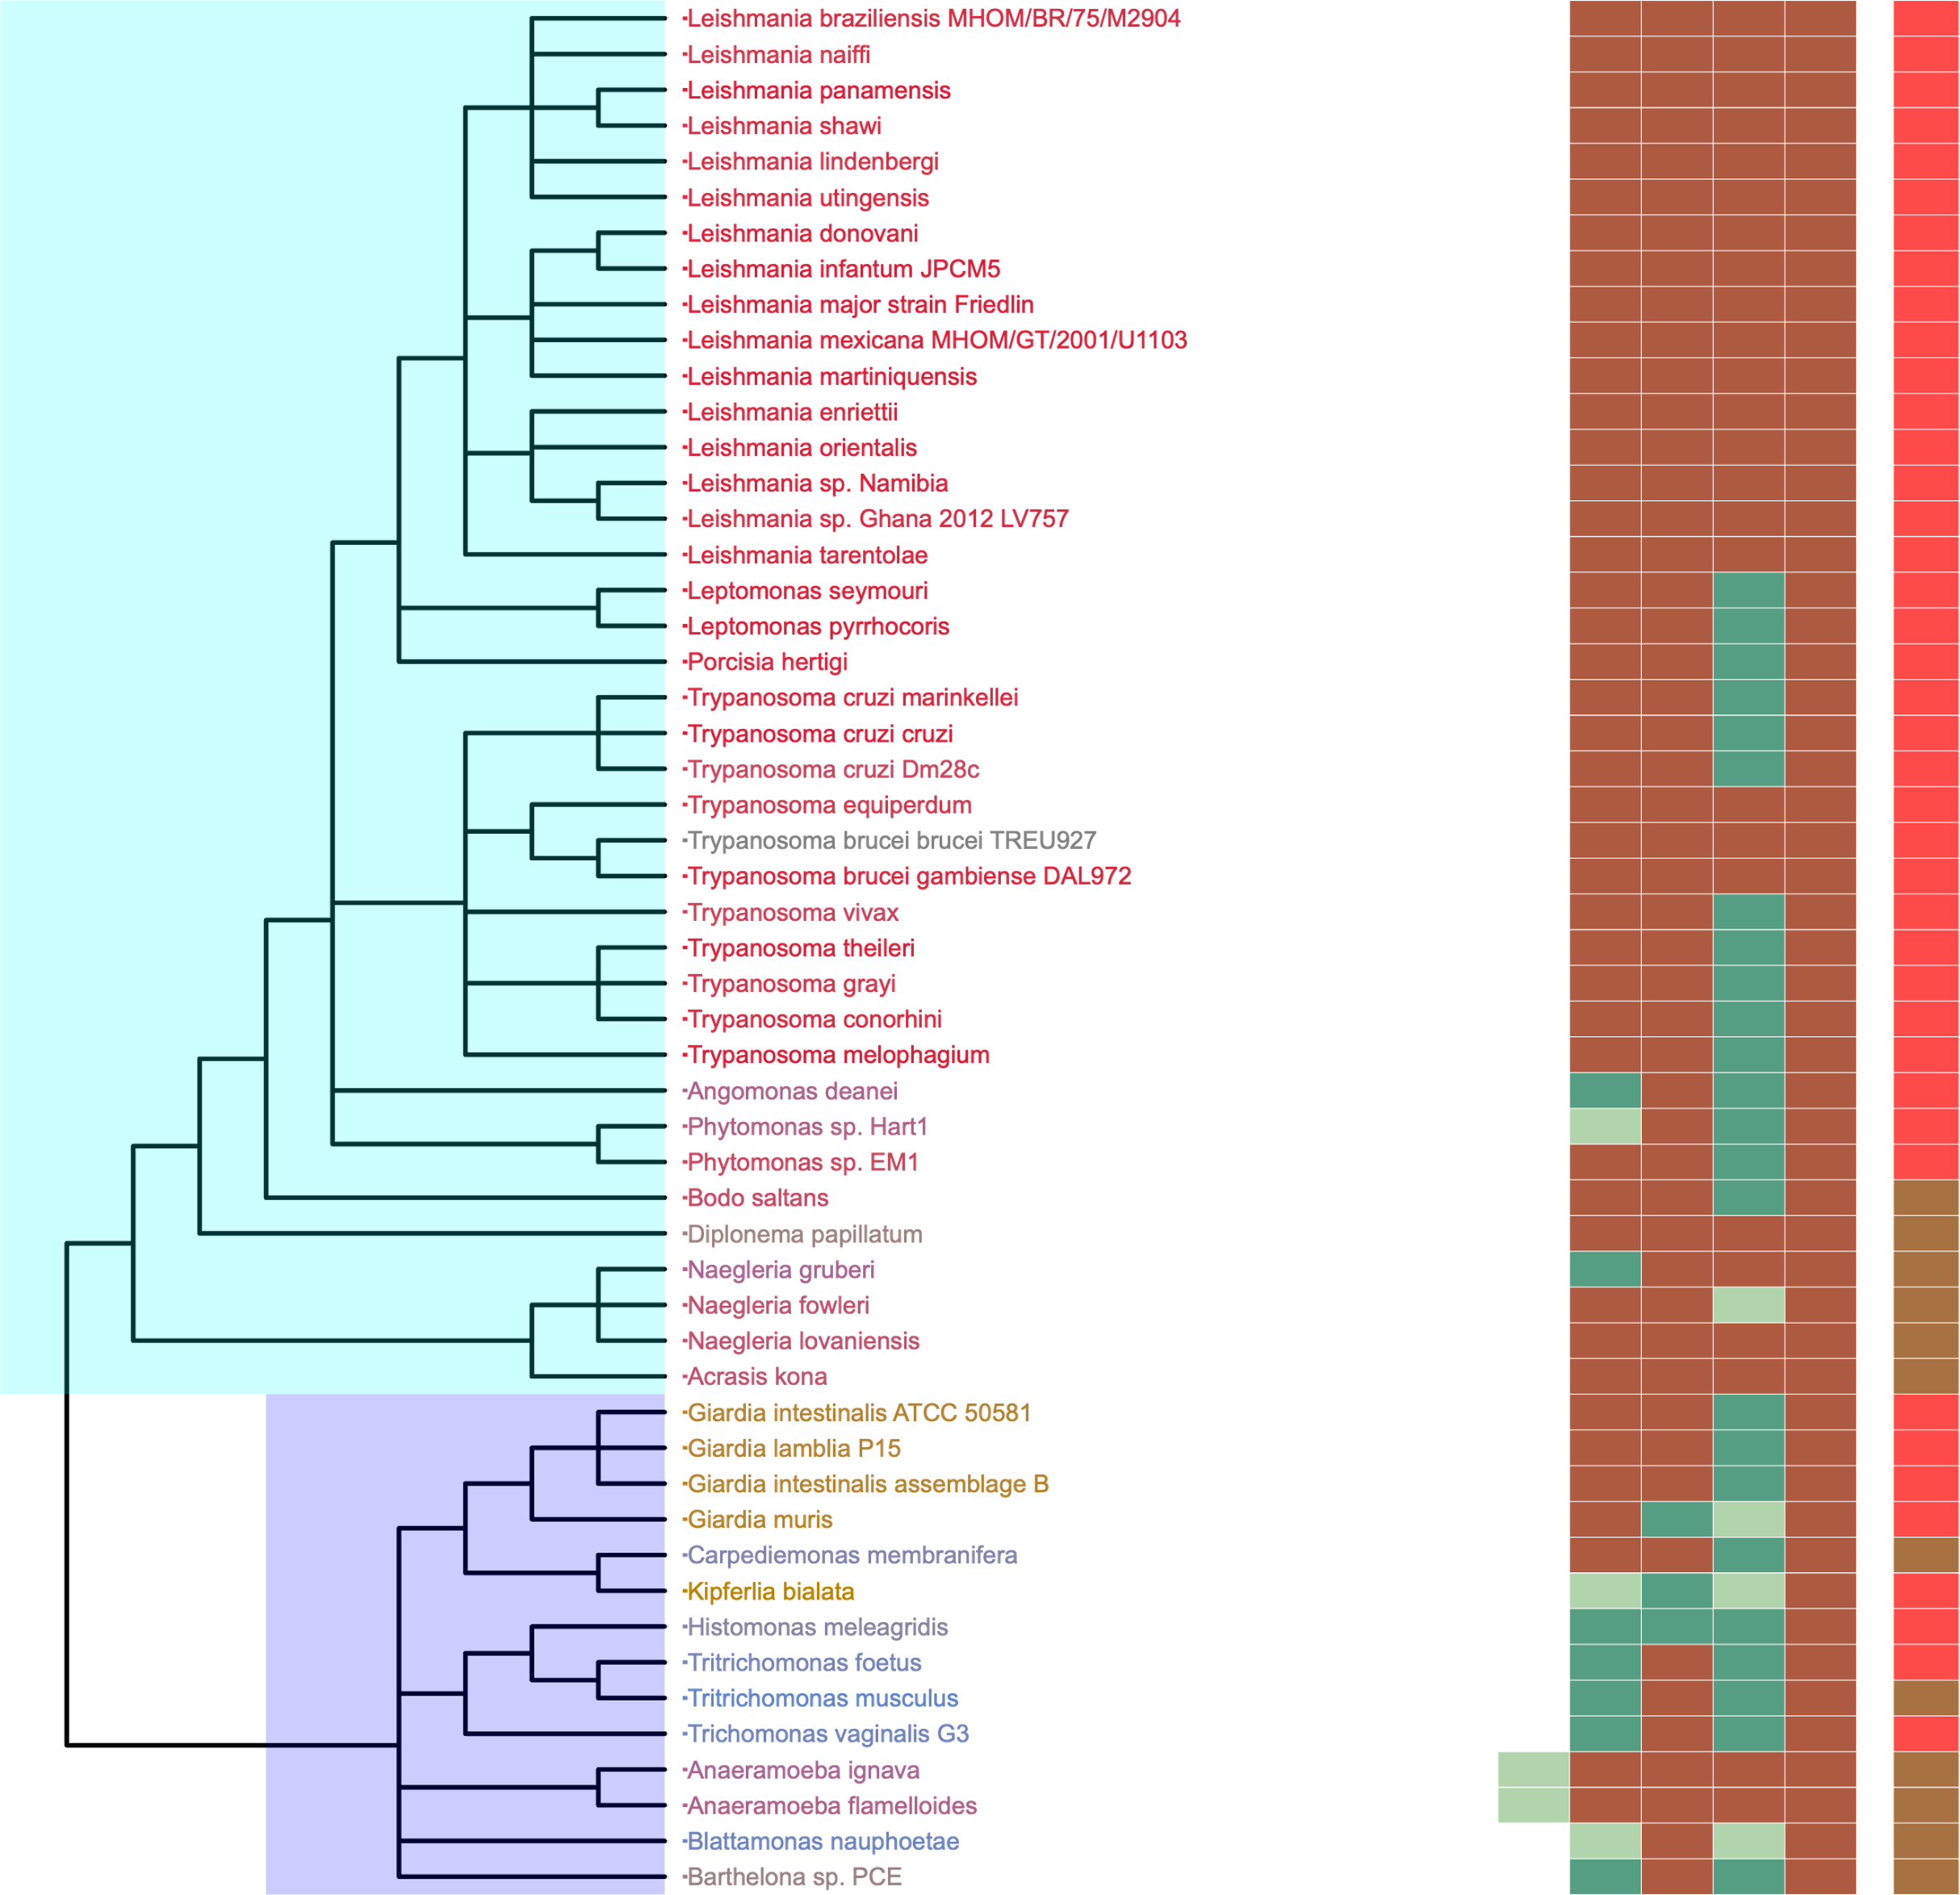 Leishmania braziliensis MHOM/BR/75/M2904
Leishmania naiffi
Leishmania panamensis
Leishmania shawi
Leishmania lindenbergi
Leishmania utingensis
Leishmania donovani
Leishmania infantum JPCM5
Leishmania major strain Friedlin
Leishmania mexicana MHOM/GT/2001/U1103
Leishmania martiniquensis
Leishmania enriettii
Leishmania orientalis
Leishmania sp. Namibia
Leishmania sp. Ghana 2012 LV757
Leishmania tarentolae
Leptomonas seymouri
Leptomonas pyrrhocoris
Porcisia hertigi
Trypanosoma cruzi marinkellei
Trypanosoma cruzi cruzi
Trypanosoma cruzi Dm28c
Trypanosoma equiperdum
Trypanosoma brucei brucei TREU927
Trypanosoma brucei gambiense DAL972
Trypanosoma vivax
Trypanosoma theileri
Trypanosoma grayi
Trypanosoma conorhini
Trypanosoma melophagium
Angomonas deanei
Phytomonas sp. Hart1
Phytomonas sp. EM1
Bodo saltans
Diplonema papillatum
Naegleria gruberi
Naegleria fowleri
Naegleria lovaniensis
Acrasis kona
Giardia intestinalis ATCC 50581
Giardia lamblia P15
Giardia intestinalis assemblage B
Giardia muris
Carpediemonas membranifera
Kipferlia bialata
Histomonas meleagridis
Tritrichomonas foetus
Tritrichomonas musculus
Trichomonas vaginalis G3
Anaeramoeba ignava
Anaeramoeba flamelloides
Blattamonas nauphoetae
Barthelona sp. PCE